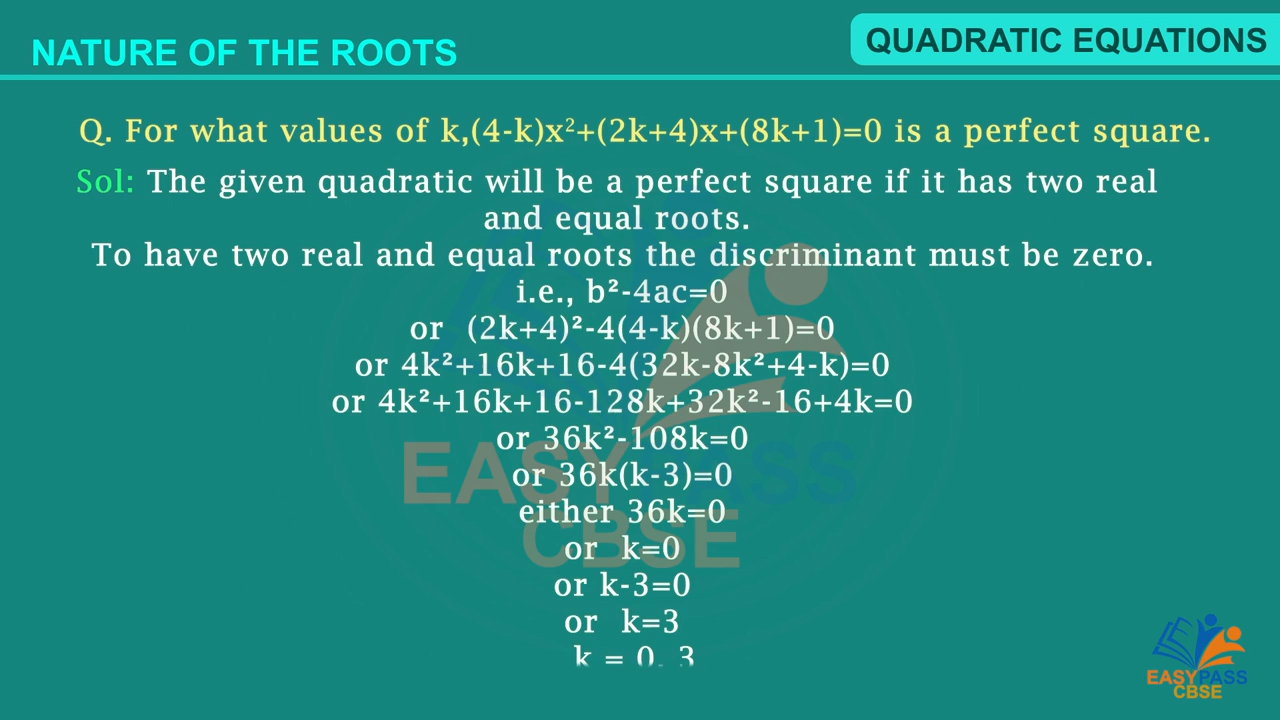 NATURE OF THE ROOTS
QUADRATIC EQUATIONS
Q. For what values of k,(4-k)x²+(2k+4)x+(8k+1)=0 is a perfect square.
Sol: The given quadratic will be a perfect square if it has two real
and equal roots.
To have two real and equal roots the discriminant must be zero.
i.e., b²-4ac=0
or (2k+4)²-4(4-k)(8k+1)=0
or 4k²+16k+16-4(32k-8k²+4-k)=0
or 4k²+16k+16-128k+32k²-16+4k=0
or 36k²-108k=0
or 36k(k-3)=0
either 36k=0
or k=0
or k-3=0
or k=3
k = 0, 3
EASYPASS
CBSE
EASYPASS
CBSE